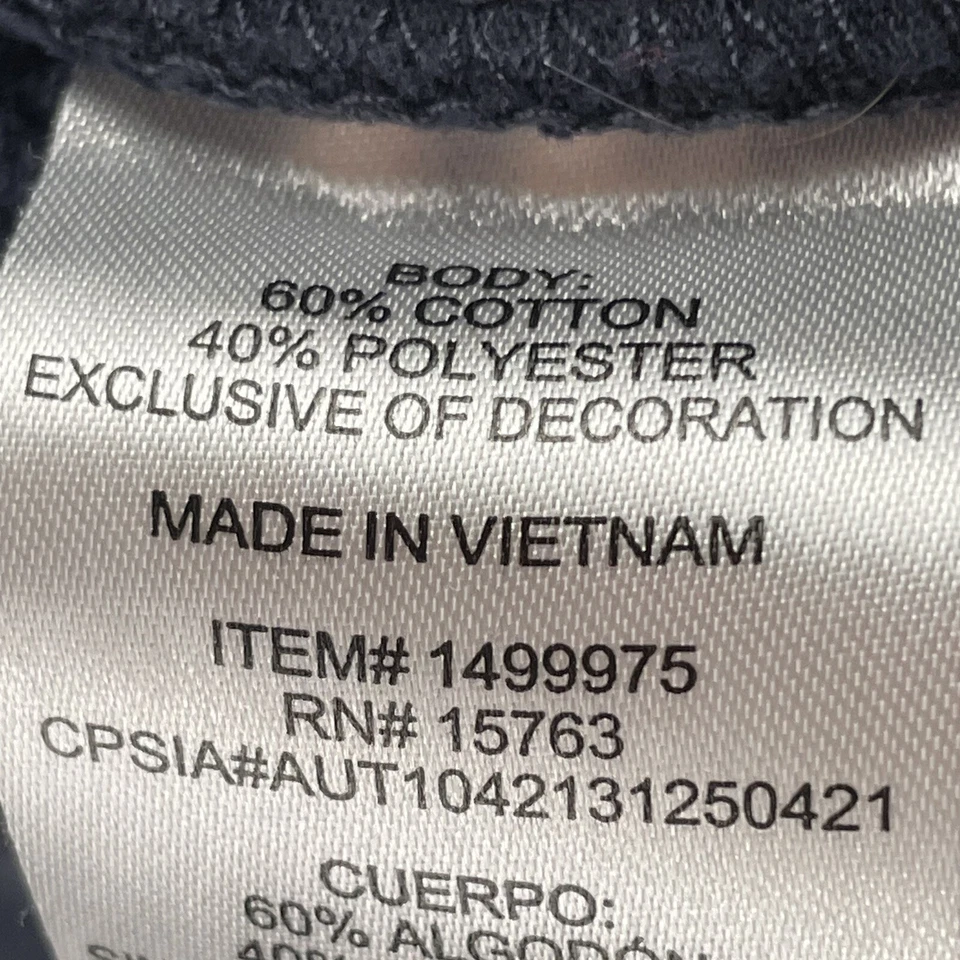 BODY:
60% COTTON
40% POLYESTER
EXCLUSIVE OF DECORATION
MADE IN VIETNAM
ITEM# 1499975
RN# 15763
CPSIA#AUT1042131250421
CUERPO:
60% ALGODÓN
40%